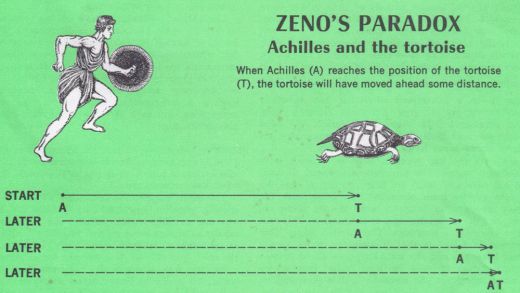 ZENO'S PARADOX
Achilles and the tortoise
When Achilles (A) reaches the position of the tortoise
(T), the tortoise will have moved ahead some distance.
START
A T
LATER
A T
LATER
A T
LATER
AT